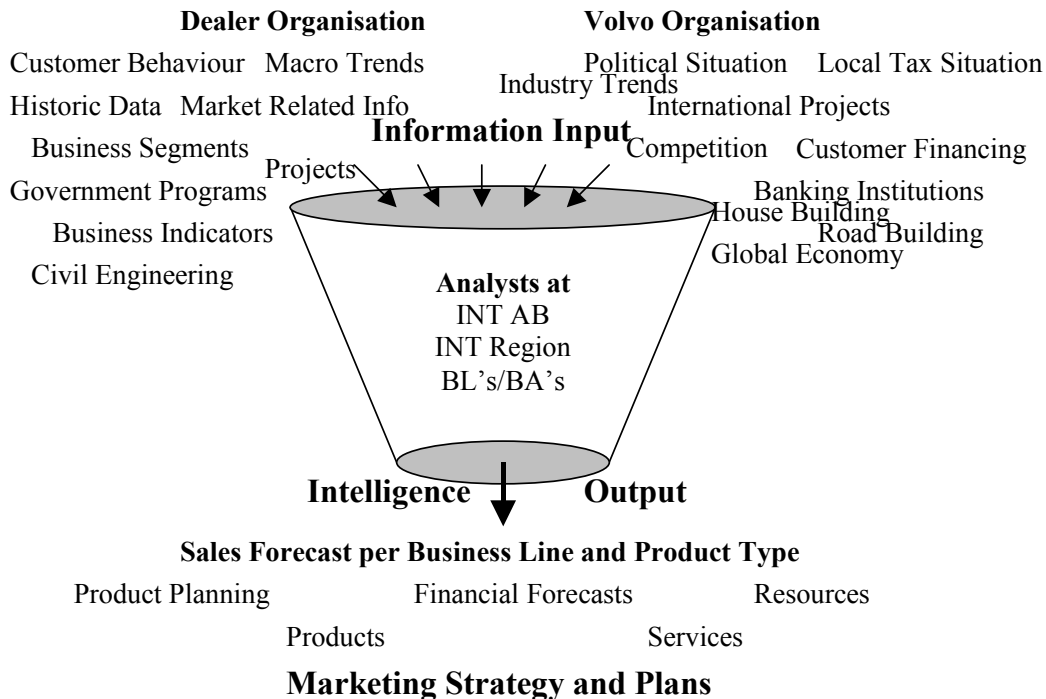 Dealer Organisation Volvo Organisation
Customer Behaviour Macro Trends Political Situation Local Tax Situation
Industry Trends
Historic Data Market Related Info International Projects
Information Input
Business Segments Competition Customer Financing
Projects
Government Programs Banking Institutions
House Building
Business Indicators Road Building
Global Economy
Civil Engineering
Analysts at
INT AB
INT Region
BL's/BA's
Intelligence Output
Sales Forecast per Business Line and Product Type
Product Planning Financial Forecasts Resources
Products Services
Marketing Strategy and Plans